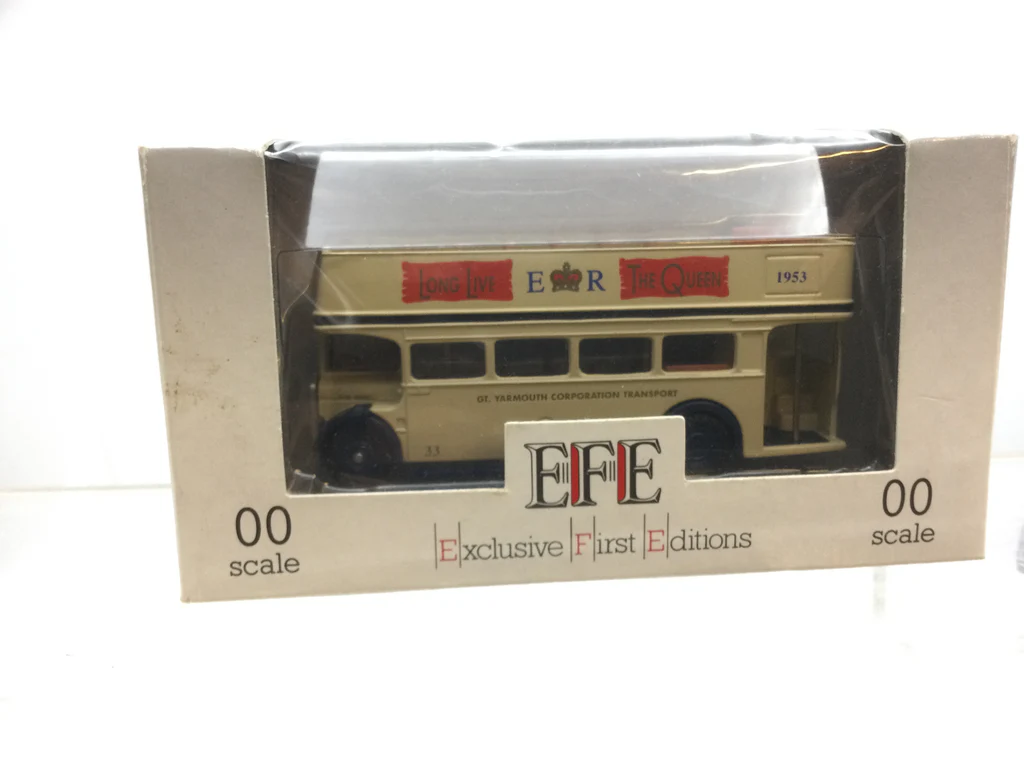 LONG LIVE E R THE QUEEN 1953
GT. YARMOUTH CORPORATION TRANSPORT
33
EFE
Exclusive First Editions
00
scale
00
scale